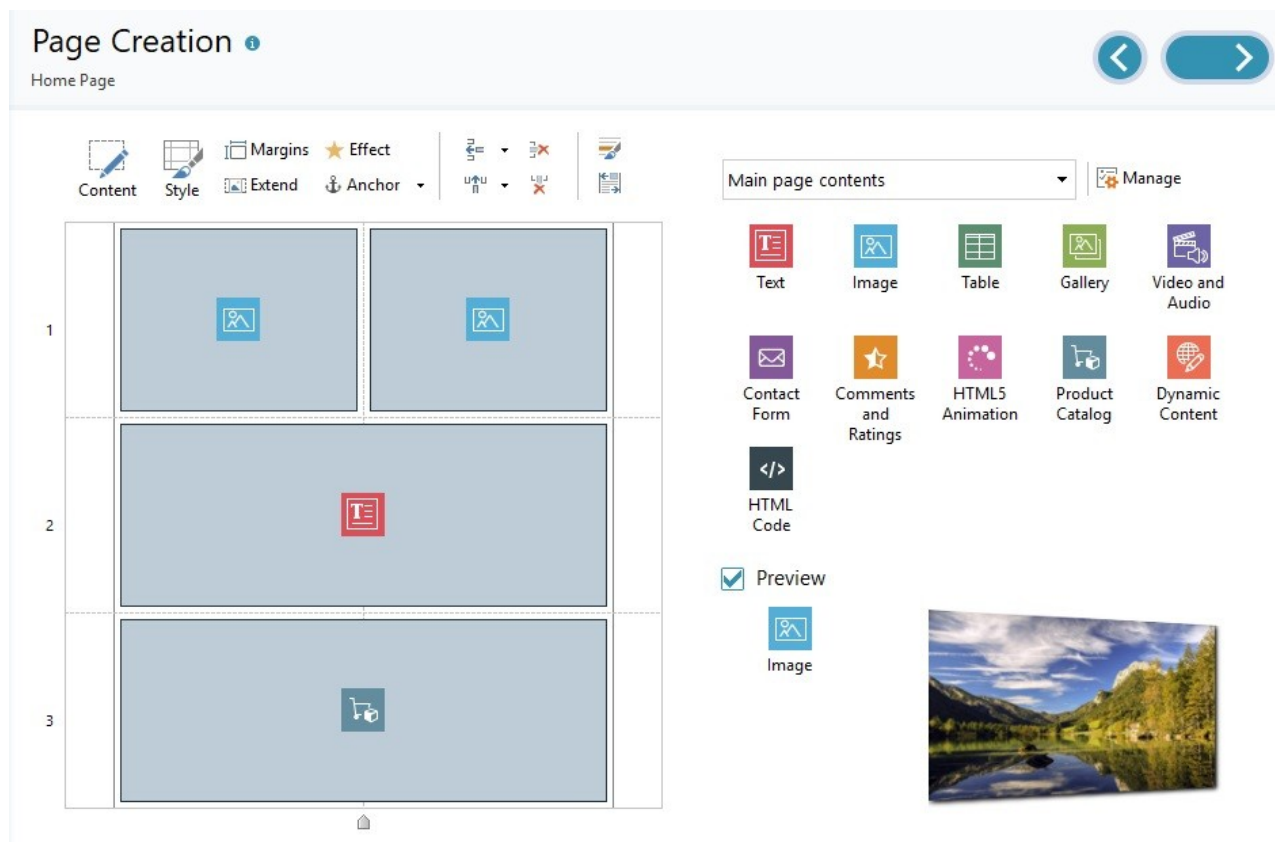 Page Creation
Home Page
Content
Style
Margins
Effect
Extend
Anchor
Main page contents
Manage
1
2
3
Text
Image
Table
Gallery
Video and
Audio
Contact
Form
Comments
and
Ratings
HTML5
Animation
Product
Catalog
Dynamic
Content
</>
HTML
Code
Preview
Image